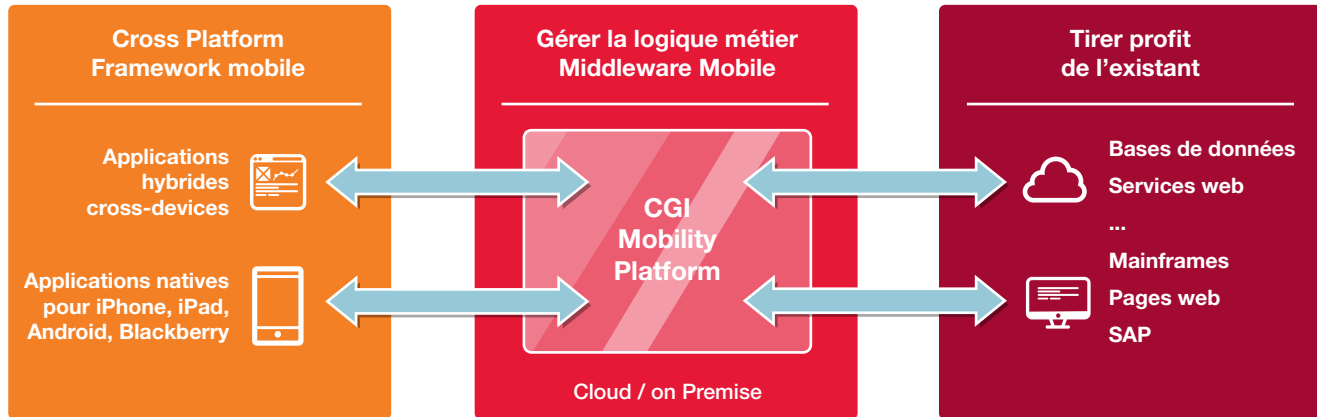 Cross Platform
Framework mobile
Applications
hybrides
cross-devices
Applications natives
pour iPhone, iPad,
Android, Blackberry
Gérer la logique métier
Middleware Mobile
CGI
Mobility
Platform
Cloud / on Premise
Tirer profit
de l’existant
Bases de données
Services web
...
Mainframes
Pages web
SAP